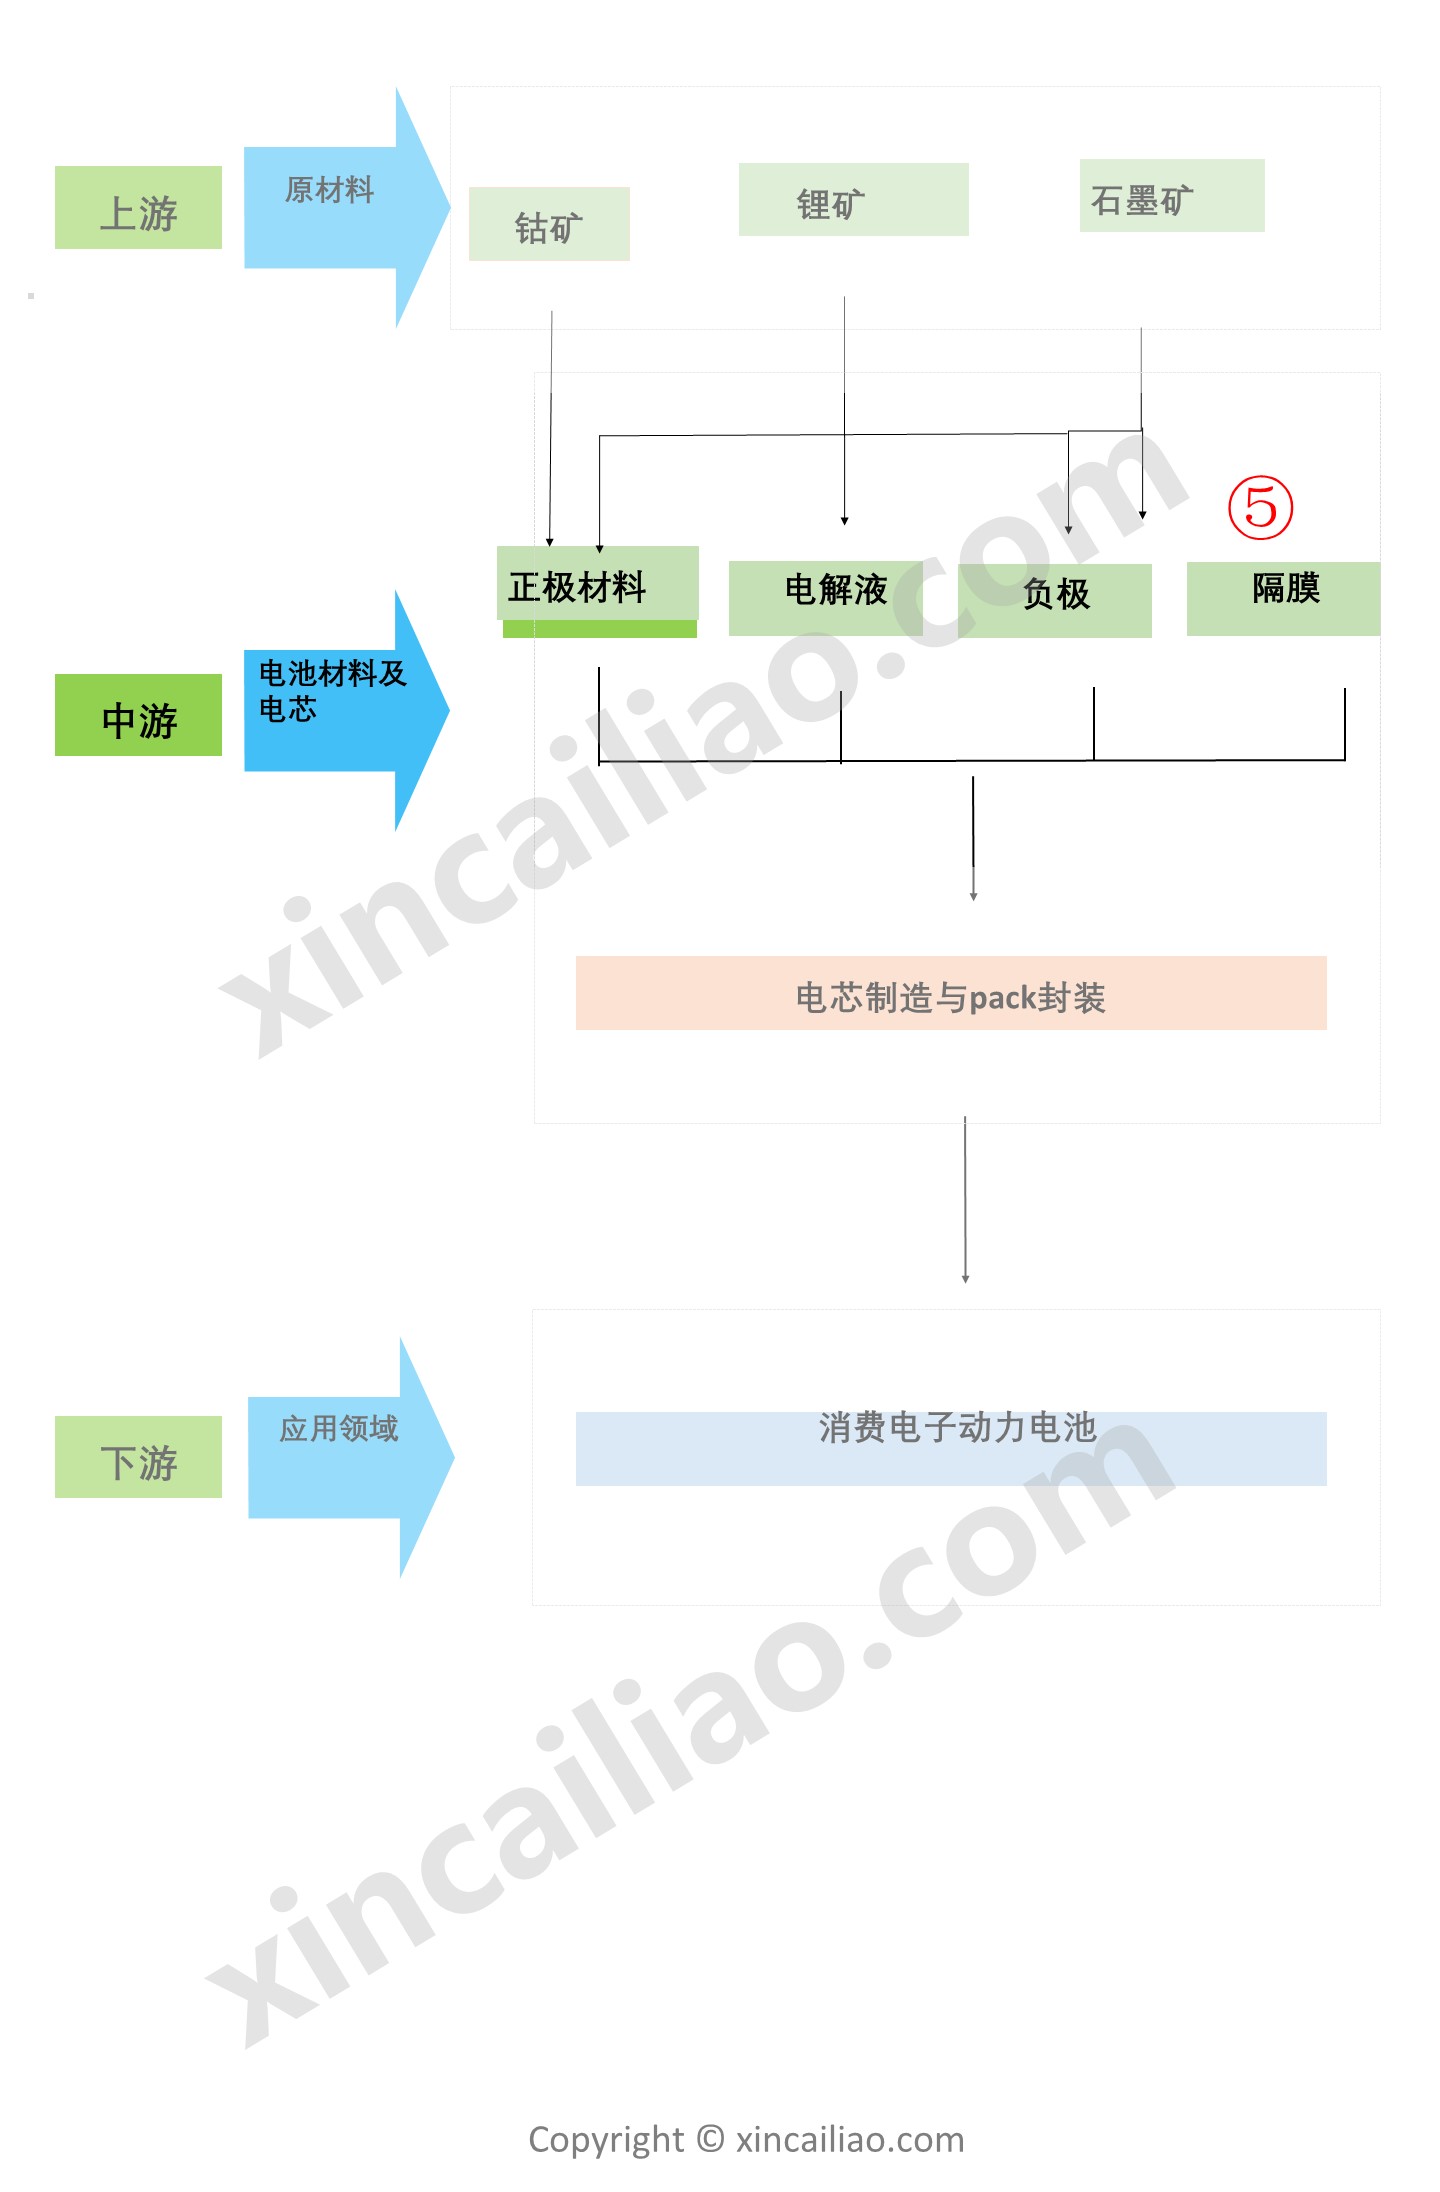 上游
原材料
钴矿
锂矿
石墨矿
⑤
正极材料
电解液
负极
隔膜
中游
电池材料及
电芯
电芯制造与pack封装
下游
应用领域
消费电子动力电池
xincailiao.com
xincailiao.com
Copyright © xincailiao.com